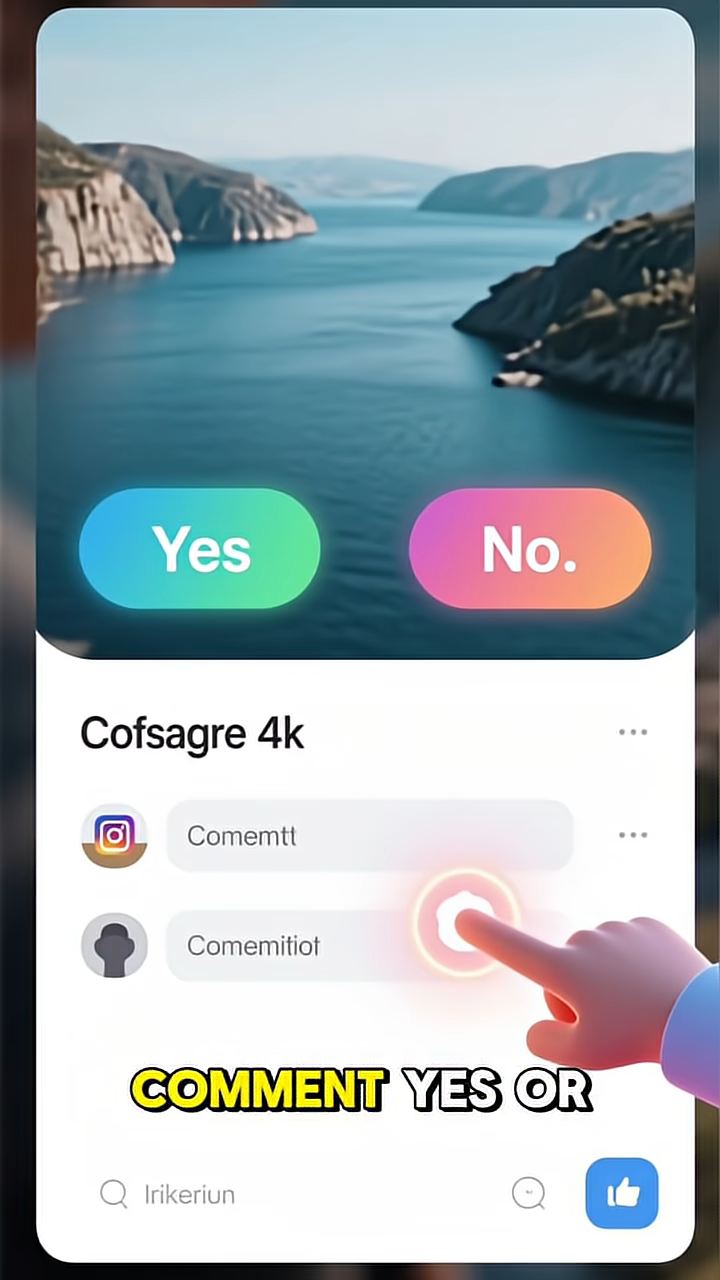 Yes
No.
Cofsagre 4k
Comemtt
Comemitiot
COMMENT YES OR
Irikeriun